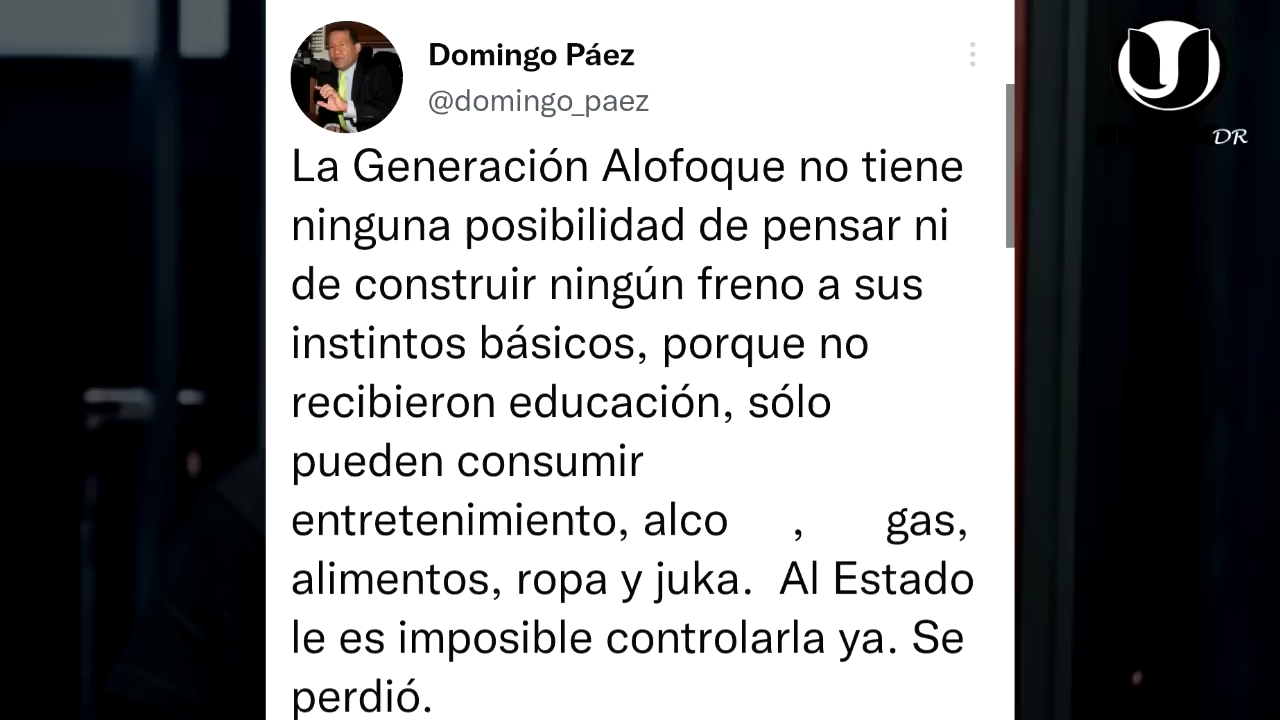 Domingo Páez
@domingo_paez
La Generación Alofoque no tiene
ninguna posibilidad de pensar ni
de construir ningún freno a sus
instintos básicos, porque no
recibieron educación, sólo
pueden consumir
entretenimiento, alco , gas,
alimentos, ropa y juka. Al Estado
le es imposible controlarla ya. Se
perdió.
DR